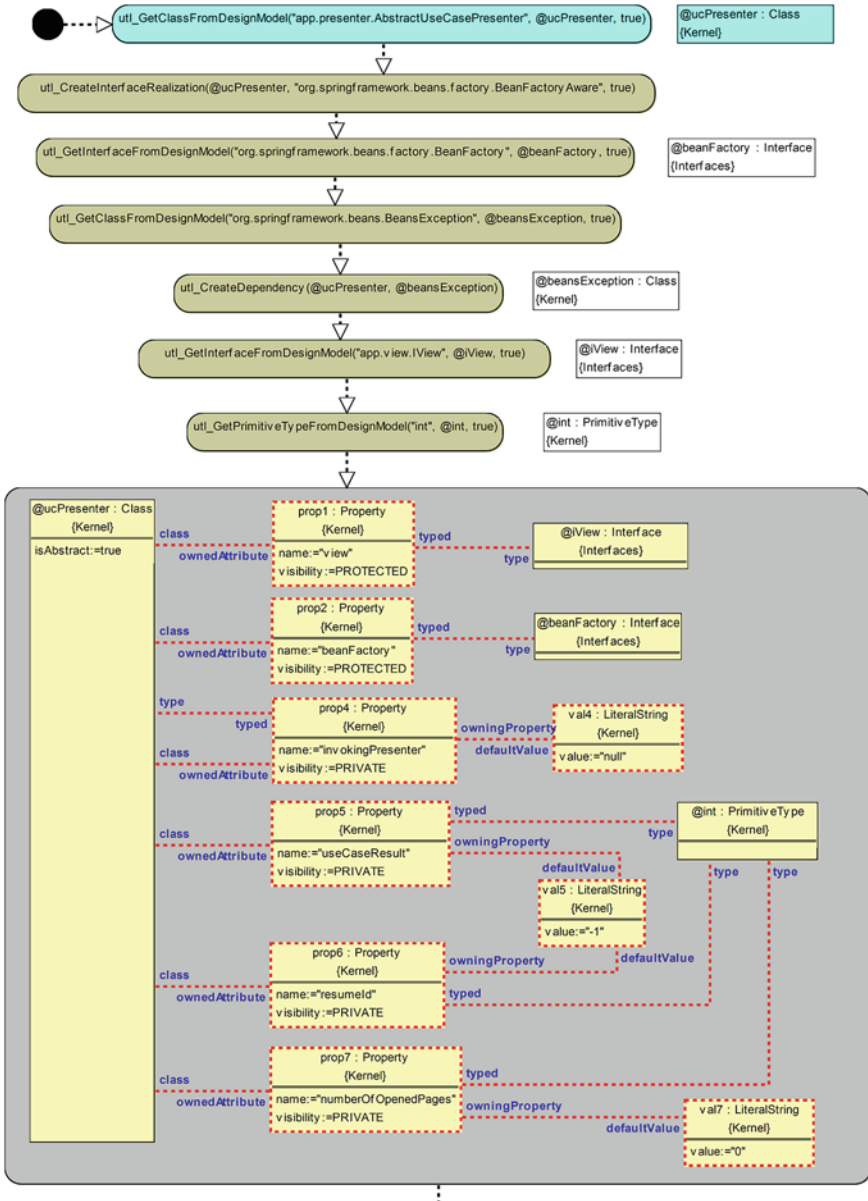 utl_GetClassFromDesignModel("app.presenter.AbstractUseCasePresenter", @ucPresenter, true)
@ucPresenter : Class
{Kernel}
utl_CreateInterfaceRealization(@ucPresenter, "org.springframework.beans.factory.BeanFactoryAware", true)
utl_GetInterfaceFromDesignModel("org.springframework.beans.factory.BeanFactory", @beanFactory, true)
@beanFactory : Interface
{Interfaces}
utl_GetClassFromDesignModel("org.springframework.beans.BeansException", @beansException, true)
utl_CreateDependency(@ucPresenter, @beansException)
@beansException : Class
{Kernel}
utl_GetInterfaceFromDesignModel("app.view.IView", @iView, true)
@iView : Interface
{Interfaces}
utl_GetPrimitiveTypeFromDesignModel("int", @int, true)
@int : PrimitiveType
{Kernel}
@ucPresenter : Class
{Kernel}
isAbstract:=true
class
ownedAttribute
prop1 : Property
{Kernel}
name:="view"
visibility:=PROTECTED
typed
type
@iView : Interface
{Interfaces}
class
ownedAttribute
prop2 : Property
{Kernel}
name:="beanFactory"
visibility:=PROTECTED
typed
type
@beanFactory : Interface
{Interfaces}
type
typed
class
ownedAttribute
prop4 : Property
{Kernel}
name:="invokingPresenter"
visibility:=PRIVATE
owningProperty
defaultValue
val4 : LiteralString
{Kernel}
value:="null"
class
ownedAttribute
prop5 : Property
{Kernel}
name:="useCaseResult"
visibility:=PRIVATE
typed
owningProperty
type
@int : PrimitiveType
{Kernel}
type
type
defaultValue
val5 : LiteralString
{Kernel}
value:="-1"
defaultValue
class
ownedAttribute
prop6 : Property
{Kernel}
name:="resumeId"
visibility:=PRIVATE
owningProperty
typed
class
ownedAttribute
prop7 : Property
{Kernel}
name:="numberOfOpenedPages"
visibility:=PRIVATE
typed
owningProperty
defaultValue
val7 : LiteralString
{Kernel}
value:="0"